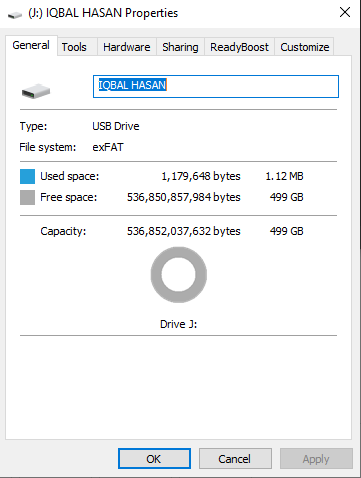 (J:) IQBAL HASAN Properties
General Tools Hardware Sharing ReadyBoost Customize
IQBAL HASAN
Type: USB Drive
File system: exFAT
Used space: 1,179,648 bytes 1.12 MB
Free space: 536,850,857,984 bytes 499 GB
Capacity: 536,852,037,632 bytes 499 GB
Drive J:
OK Cancel Apply